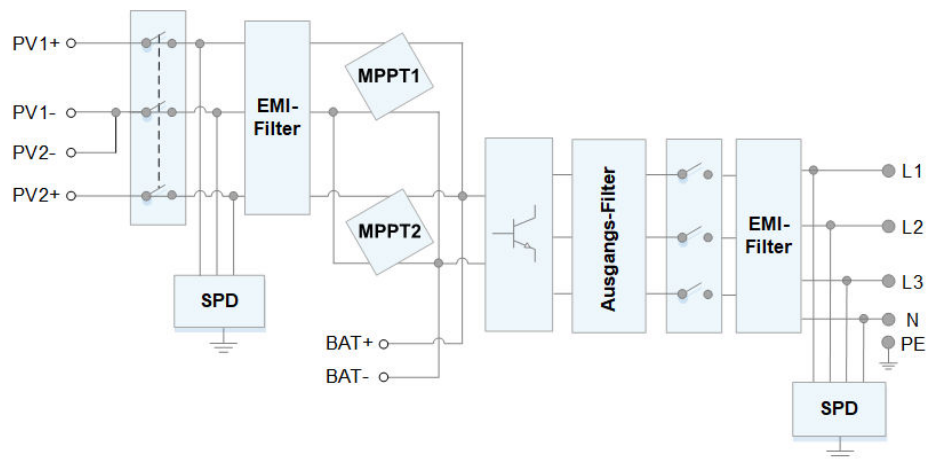 PV1+
PV1-
PV2-
PV2+
EMI-
Filter
MPPT1
MPPT2
SPD
BAT+
BAT-
Ausgangs-Filter
EMI-
Filter
L1
L2
L3
N
PE
SPD